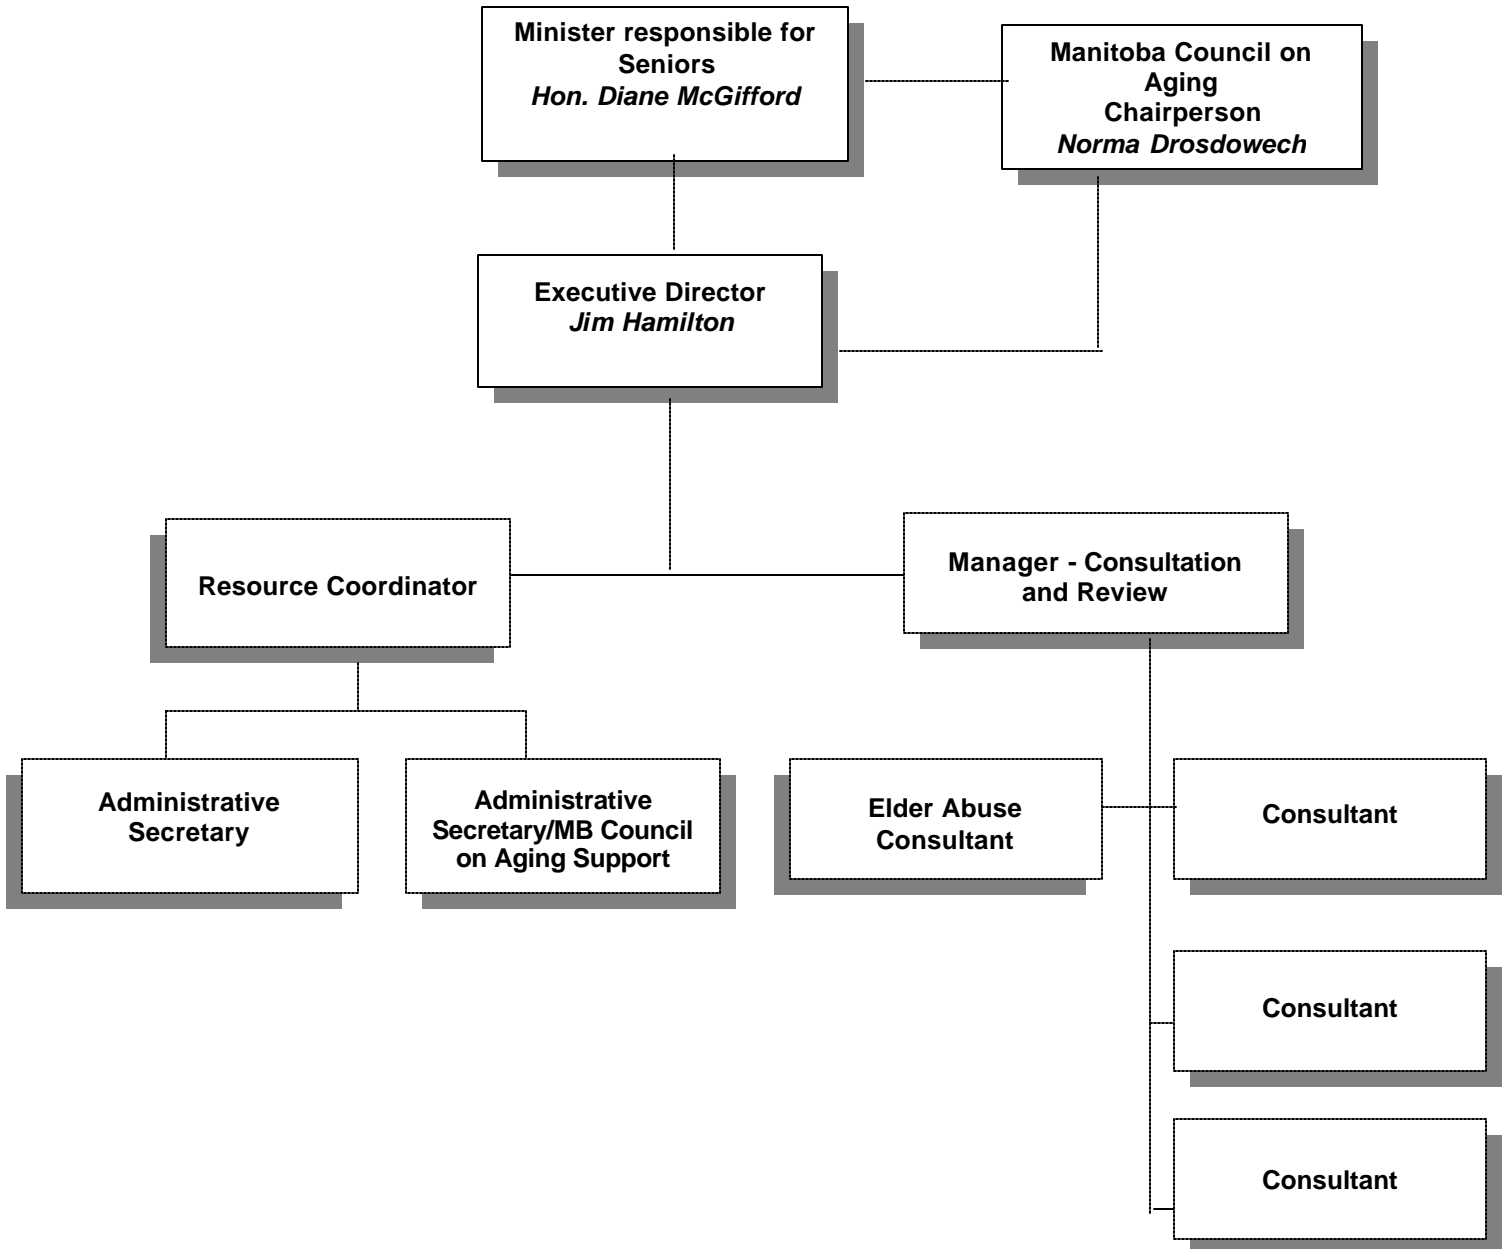 Minister responsible for
Seniors
Hon. Diane McGifford
Manitoba Council on
Aging
Chairperson
Norma Drosdowech
Executive Director
Jim Hamilton
Resource Coordinator
Manager - Consultation
and Review
Administrative
Secretary
Administrative
Secretary/MB Council
on Aging Support
Elder Abuse
Consultant
Consultant
Consultant
Consultant